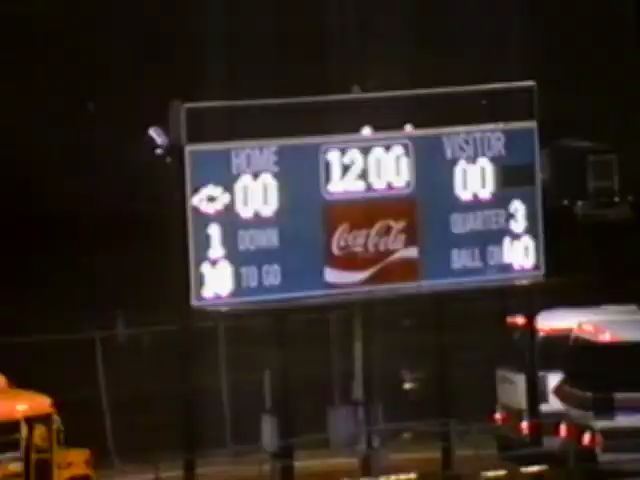 HOME 12 00 VISITOR
00 00
1 DOWN Coca-Cola QUARTER 3
10 TO GO BALL ON 40